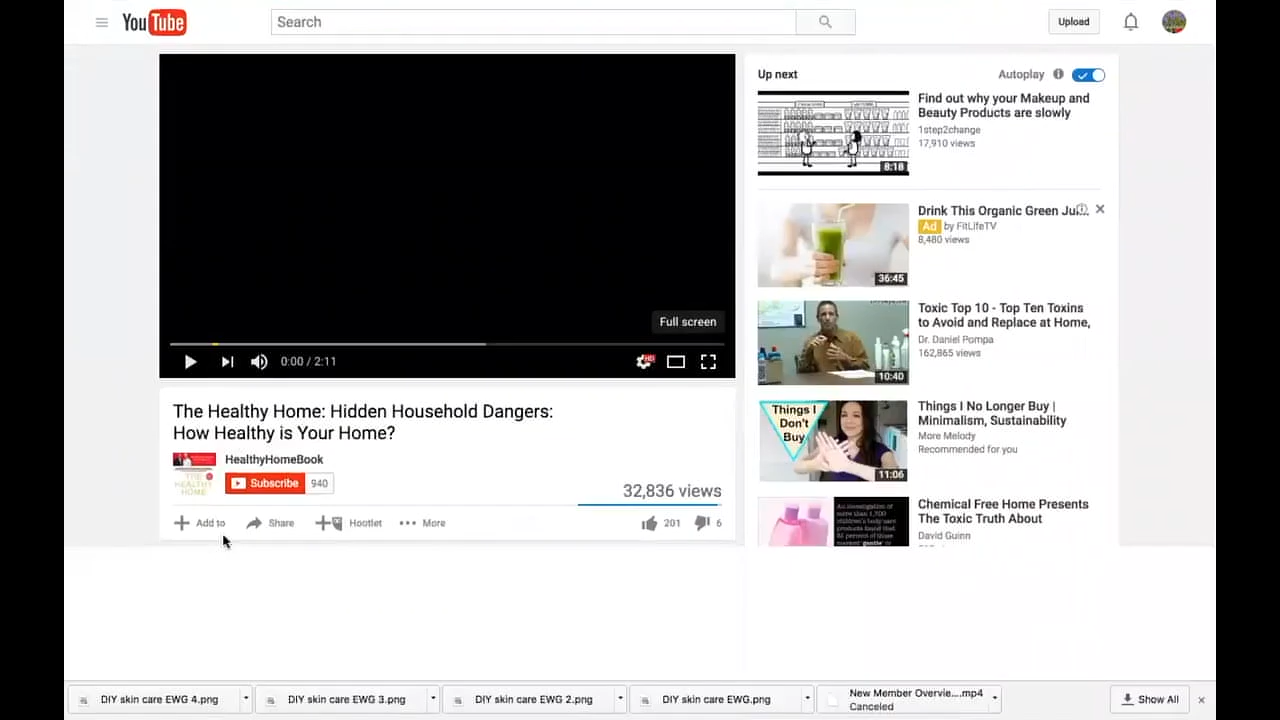 YouTube
Search
Upload
Up next
Autoplay
Find out why your Makeup and
Beauty Products are slowly
1step2change
17,910 views
8:18
Drink This Organic Green Ju...
Ad by FitLifeTV
8,480 views
36:45
Toxic Top 10 - Top Ten Toxins
to Avoid and Replace at Home,
Dr. Daniel Pompa
162,865 views
10:40
Things I
Don't
Buy
Things I No Longer Buy |
Minimalism, Sustainability
More Melody
Recommended for you
11:06
Chemical Free Home Presents
The Toxic Truth About
David Guinn
Full screen
0:00 / 2:11
HD
The Healthy Home: Hidden Household Dangers:
How Healthy is Your Home?
THE
HEALTHY
HOME
HealthyHomeBook
Subscribe 940
32,836 views
Add to Share Hootlet More 201 6
DIY skin care EWG 4.png
DIY skin care EWG 3.png
DIY skin care EWG 2.png
DIY skin care EWG.png
New Member Overvie....mp4
Canceled
Show All